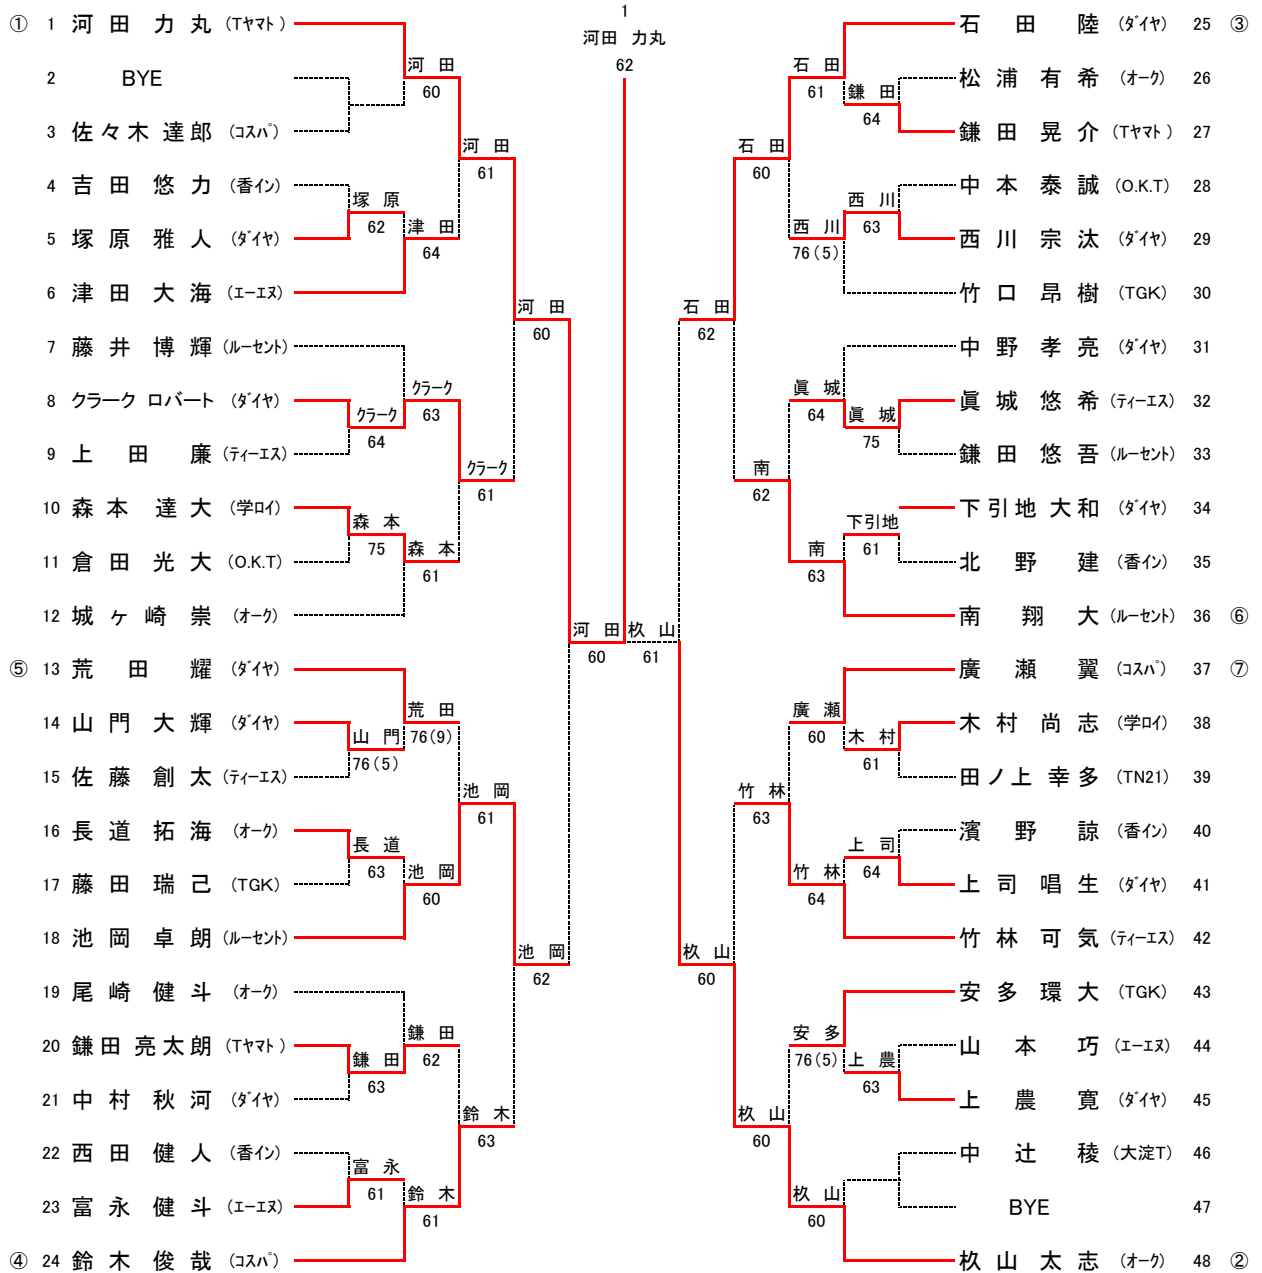 1
河田 力丸
62
① 1 河田 力丸 (Tヤマト)
2 BYE
3 佐々木 達郎 (コスパ)
4 吉田 悠力 (香イン)
5 塚原 雅人 (ダイヤ)
6 津田 大海 (エーエヌ)
7 藤井 博輝 (ルーセント)
8 クラーク ロバート (ダイヤ)
9 上田 廉 (ティーエス)
10 森本 達大 (学ロイ)
11 倉田 光大 (O.K.T)
12 城ヶ崎 崇 (オーク)
⑤ 13 荒田 耀 (ダイヤ)
14 山門 大輝 (ダイヤ)
15 佐藤 創太 (ティーエス)
16 長道 拓海 (オーク)
17 藤田 瑞己 (TGK)
18 池岡 卓朗 (ルーセント)
19 尾崎 健斗 (オーク)
20 鎌田 亮太朗 (Tヤマト)
21 中村 秋河 (ダイヤ)
22 西田 健人 (香イン)
23 富永 健斗 (エーエヌ)
④ 24 鈴木 俊哉 (コスパ)
塚原
62
クラーク
64
森本
75
山門
76(5)
長道
63
鎌田
63
富永
61
河田
60
津田
64
クラーク
63
森本
61
荒田
76(9)
池岡
60
鎌田
62
鈴木
61
河田
61
クラーク
61
池岡
61
鈴木
63
河田
60
池岡
62
河田
60
杦山
61
石田
62
杦山
60
石田
60
南
62
竹林
63
杦山
60
石田
61
西川
76(5)
眞城
64
南
63
廣瀬
60
竹林
64
安多
76(5)
杦山
60
鎌田
64
西川
63
眞城
75
下引地
61
木村
61
上司
64
上農
63
石田 陸 (ダイヤ) 25 ③
松浦 有希 (オーク) 26
鎌田 晃介 (Tヤマト) 27
中本 泰誠 (O.K.T) 28
西川 宗汰 (ダイヤ) 29
竹口 昂樹 (TGK) 30
中野 孝亮 (ダイヤ) 31
眞城 悠希 (ティーエス) 32
鎌田 悠吾 (ルーセント) 33
下引地 大和 (ダイヤ) 34
北野 建 (香イン) 35
南 翔大 (ルーセント) 36 ⑥
廣瀬 翼 (コスパ) 37 ⑦
木村 尚志 (学ロイ) 38
田ノ上 幸多 (TN21) 39
濱野 諒 (香イン) 40
上司 唱生 (ダイヤ) 41
竹林 可気 (ティーエス) 42
安多 環大 (TGK) 43
山本 巧 (エーエヌ) 44
上農 寛 (ダイヤ) 45
中辻 稜 (大淀T) 46
BYE 47
杦山 太志 (オーク) 48 ②